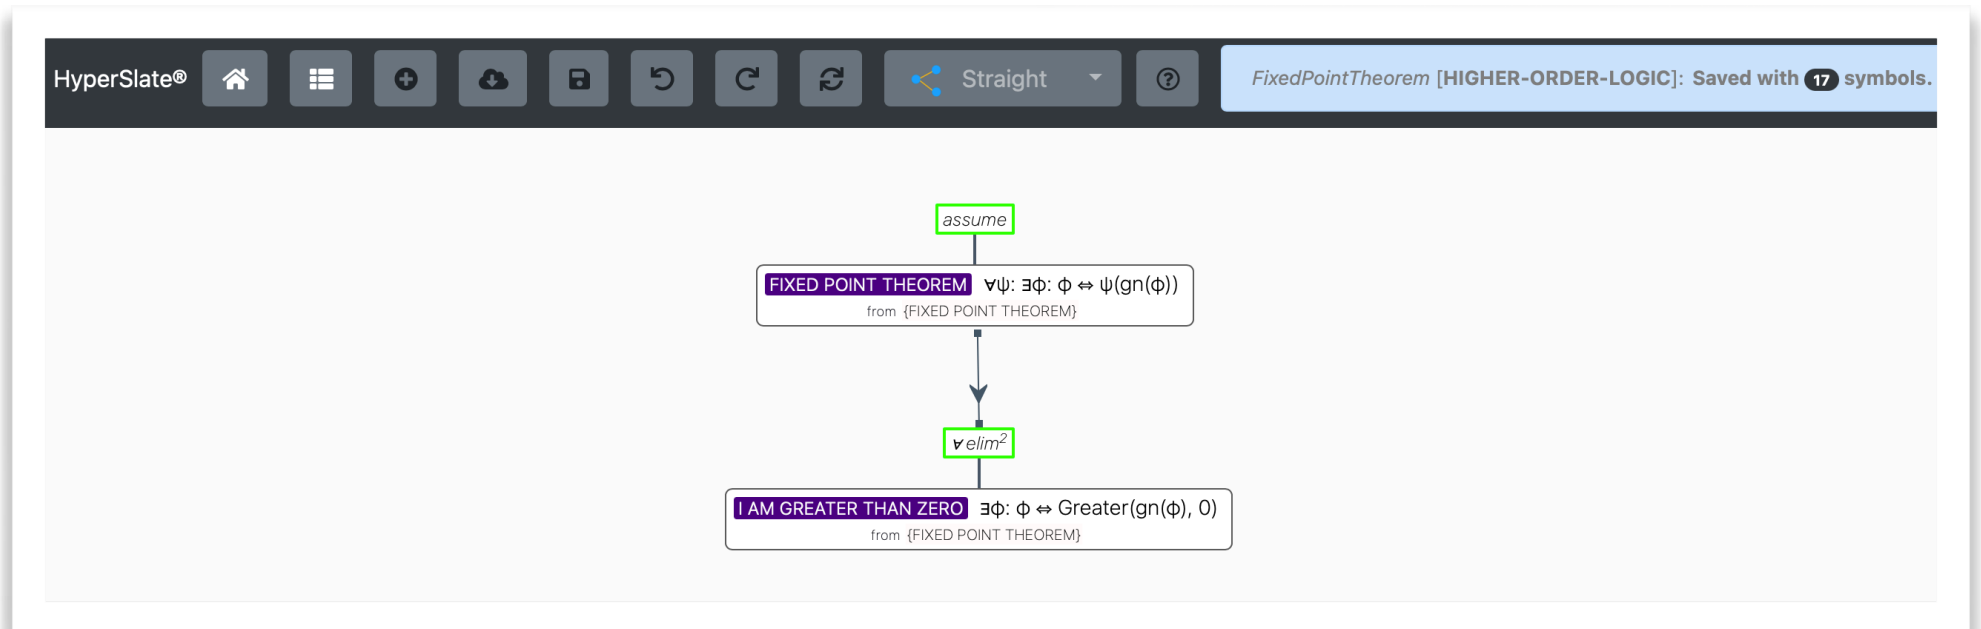 HyperSlate® Straight FixedPointTheorem [HIGHER-ORDER-LOGIC]: Saved with 17 symbols.
assume
FIXED POINT THEOREM ∀ψ: ∃ϕ: ϕ ⇔ ψ(gn(ϕ))
from {FIXED POINT THEOREM}
∀ elim²
I AM GREATER THAN ZERO ∃ϕ: ϕ ⇔ Greater(gn(ϕ), 0)
from {FIXED POINT THEOREM}